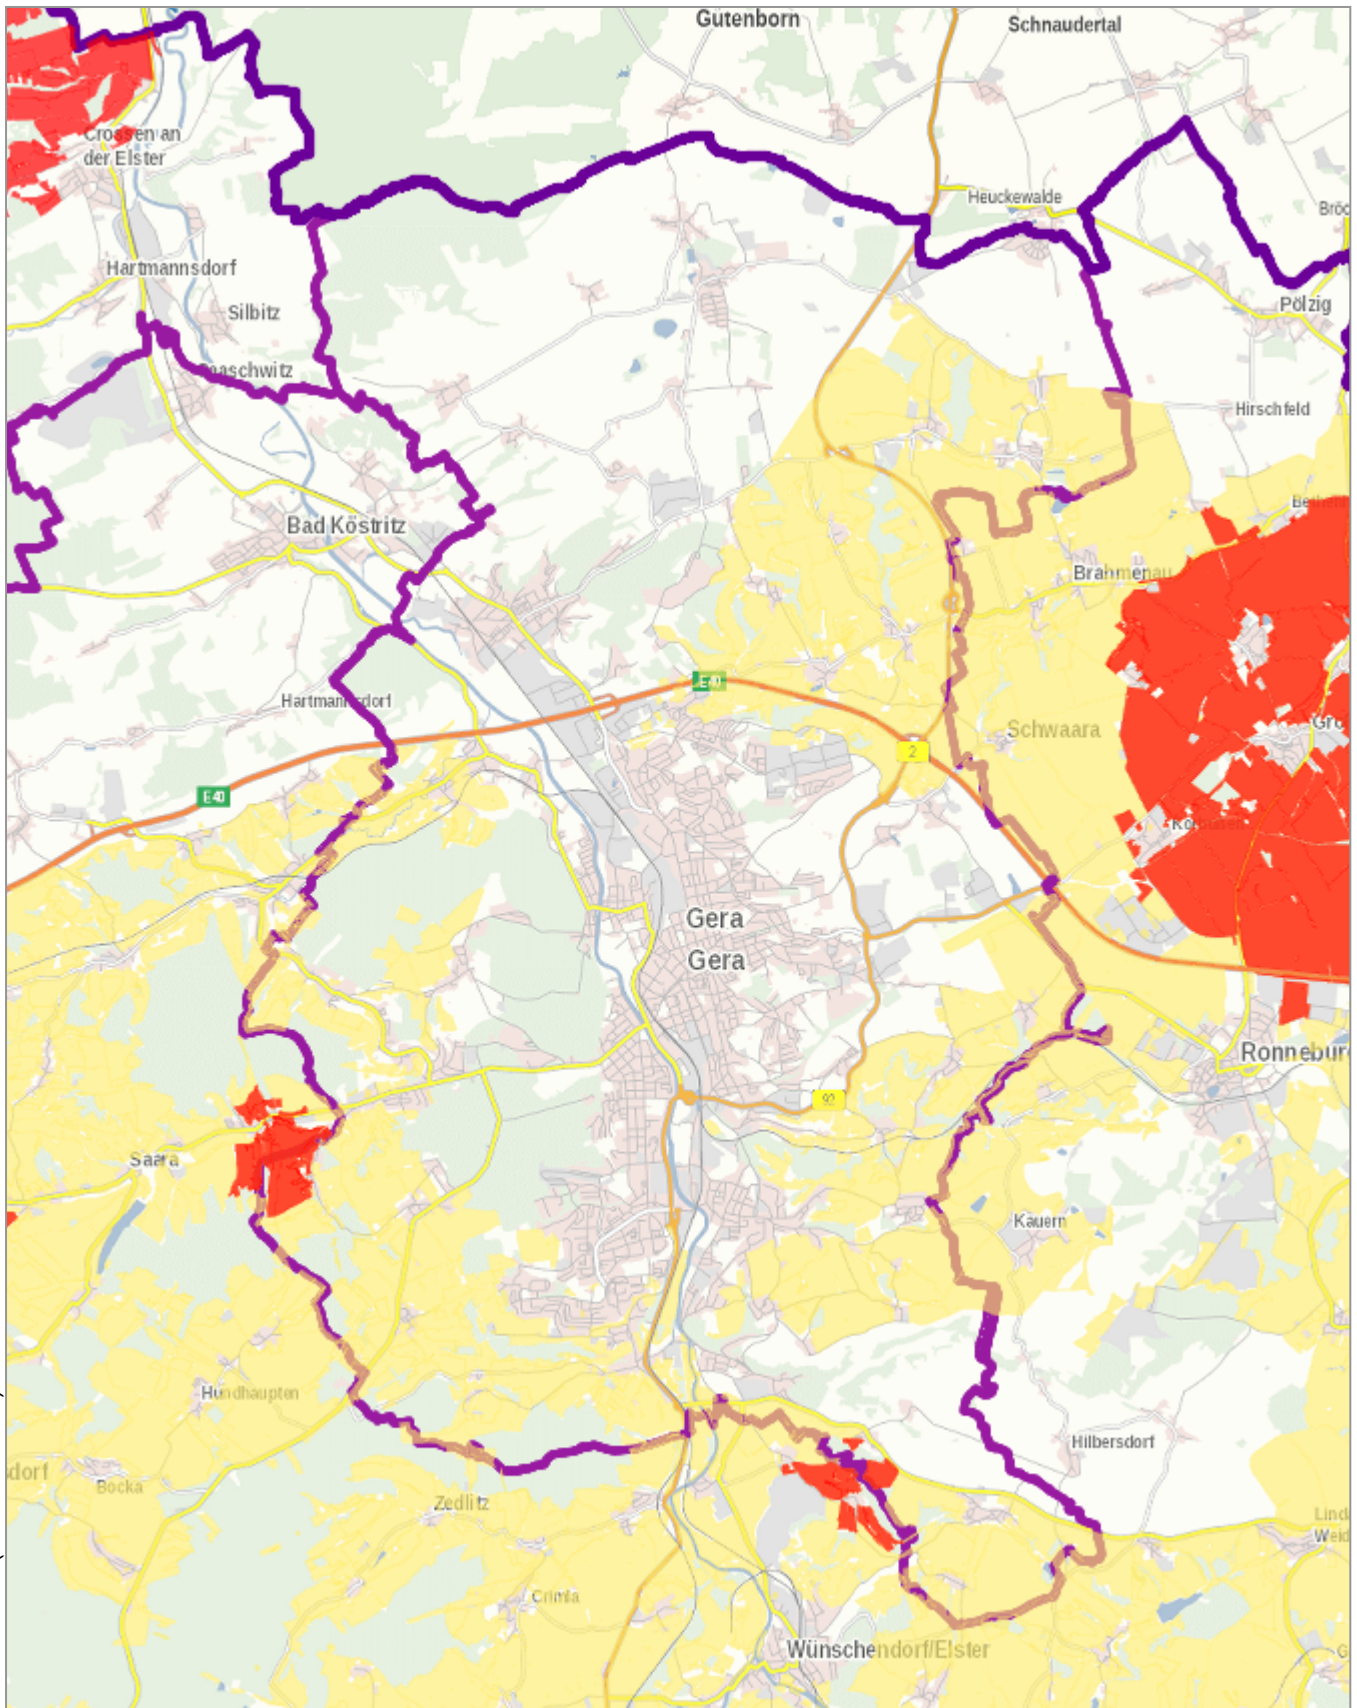 Gutenborn
Schnaudertal
Crossen an
der Elster
Heuckewalde
Hartmannsdorf
Silbitz
Pölzig
Hirschfeld
Bad Köstritz
Brahmenau
E40
Hartmannsdorf
Schwaara
2
E40
Gera
Gera
92
Saara
Kauern
Hundhaupten
Hilbersdorf
Bocka
Zedlitz
Crimla
Wünschendorf/Elster